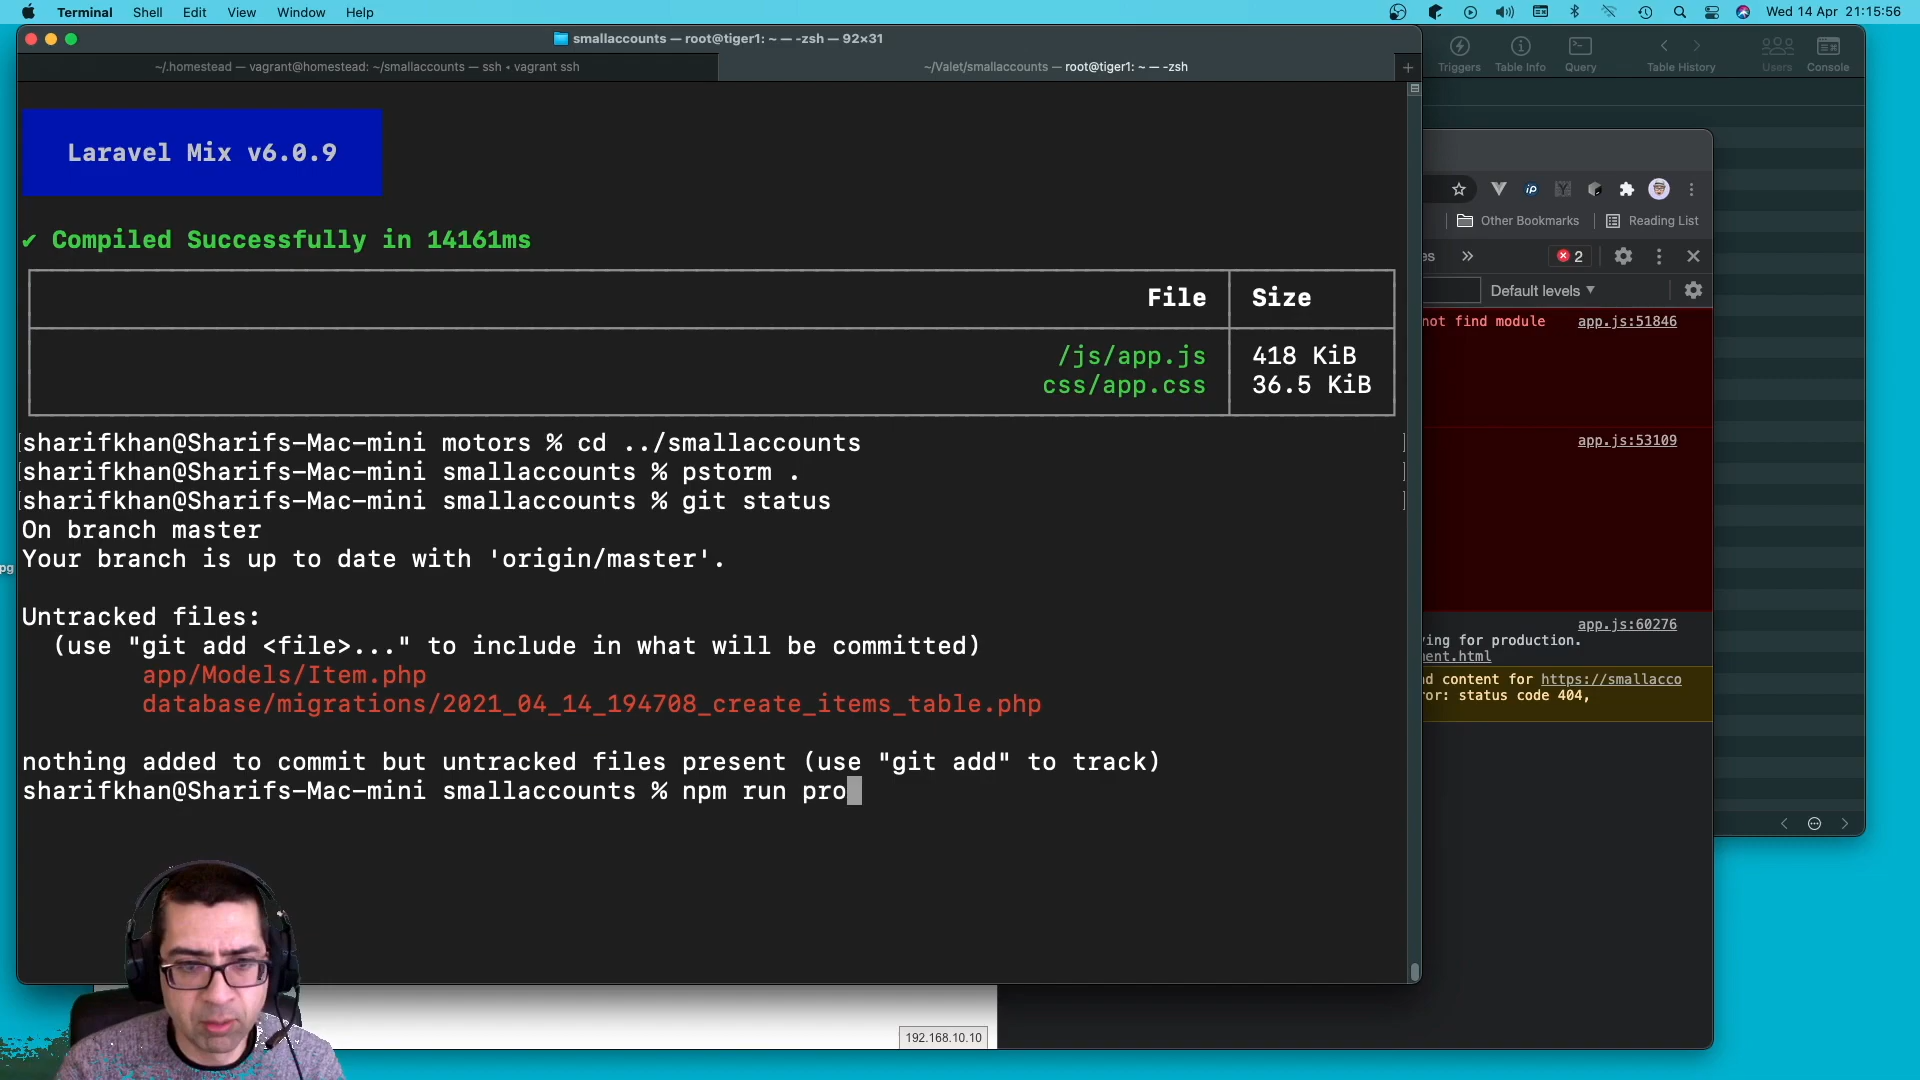 Terminal Shell Edit View Window Help
Wed 14 Apr 21:15:56
smallaccounts — root@tiger1: ~ — -zsh — 92×31
~/.homestead — vagrant@homestead: ~/smallaccounts — ssh • vagrant ssh
~/Valet/smallaccounts — root@tiger1: ~ — -zsh
Triggers Table Info Query Table History Users Console
Laravel Mix v6.0.9
✔ Compiled Successfully in 14161ms
File Size
/js/app.js 418 KiB
css/app.css 36.5 KiB
sharifkhan@Sharifs-Mac-mini motors % cd ../smallaccounts
sharifkhan@Sharifs-Mac-mini smallaccounts % pstorm .
sharifkhan@Sharifs-Mac-mini smallaccounts % git status
On branch master
Your branch is up to date with 'origin/master'.
Untracked files:
(use "git add <file>..." to include in what will be committed)
app/Models/Item.php
database/migrations/2021_04_14_194708_create_items_table.php
nothing added to commit but untracked files present (use "git add" to track)
sharifkhan@Sharifs-Mac-mini smallaccounts % npm run pro
Other Bookmarks Reading List
es » 2
Default levels
not find module app.js:51846
app.js:53109
app.js:60276
ying for production.
ment.html
d content for https://smallacco
ror: status code 404,
pg
192.168.10.10